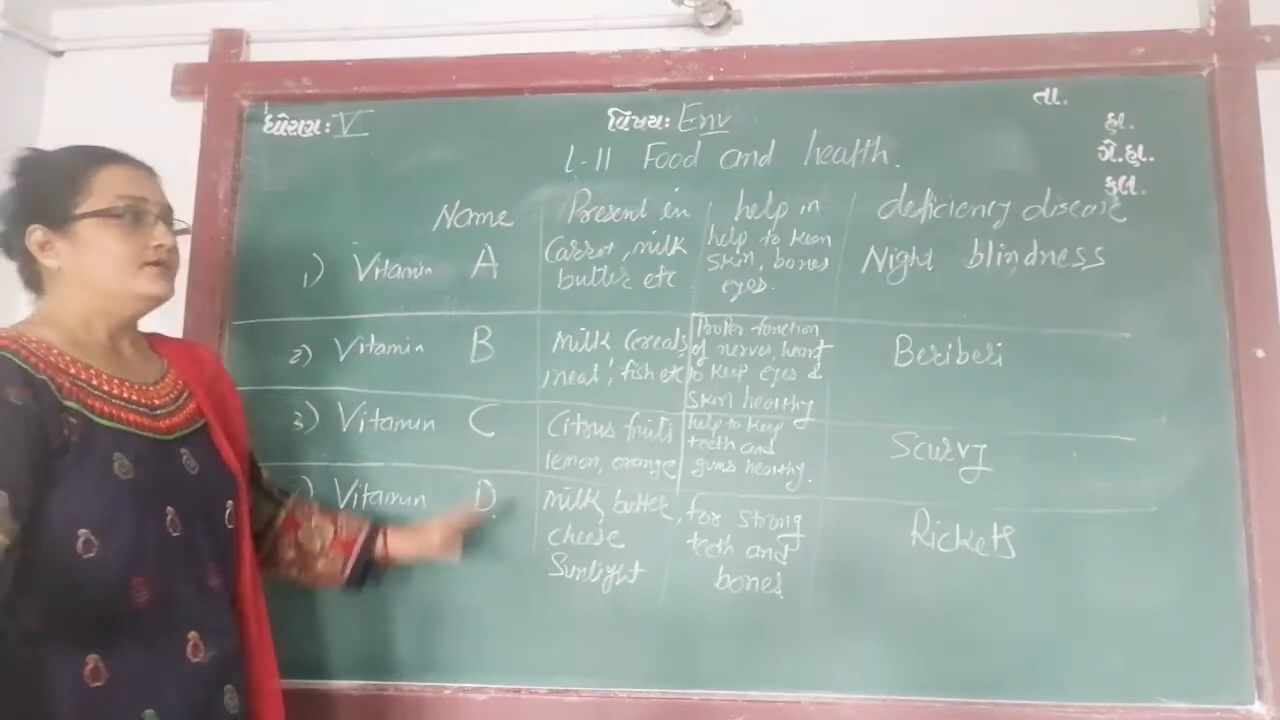 ધોરણ: V
વિષય: Env
તા.
હા.
ગે.હા.
કુલ.
L-11 Food and health.
Name
Present in
help in
deficiency disease
1) Vitamin A
Carrot, milk
butter etc
help to keen
skin, bones
eyes.
Night blindness
2) Vitamin B
Milk Cereals,
meat, fish etc
Proper function
of nerves, heart
to keep eyes &
skin healthy
Beriberi
3) Vitamin C
Citrus fruits
lemon, orange
help to keep
teeth and
gums healthy.
Scurvy
) Vitamin D
milk, butter,
cheese
Sunlight
for strong
teeth and
bones
Rickets